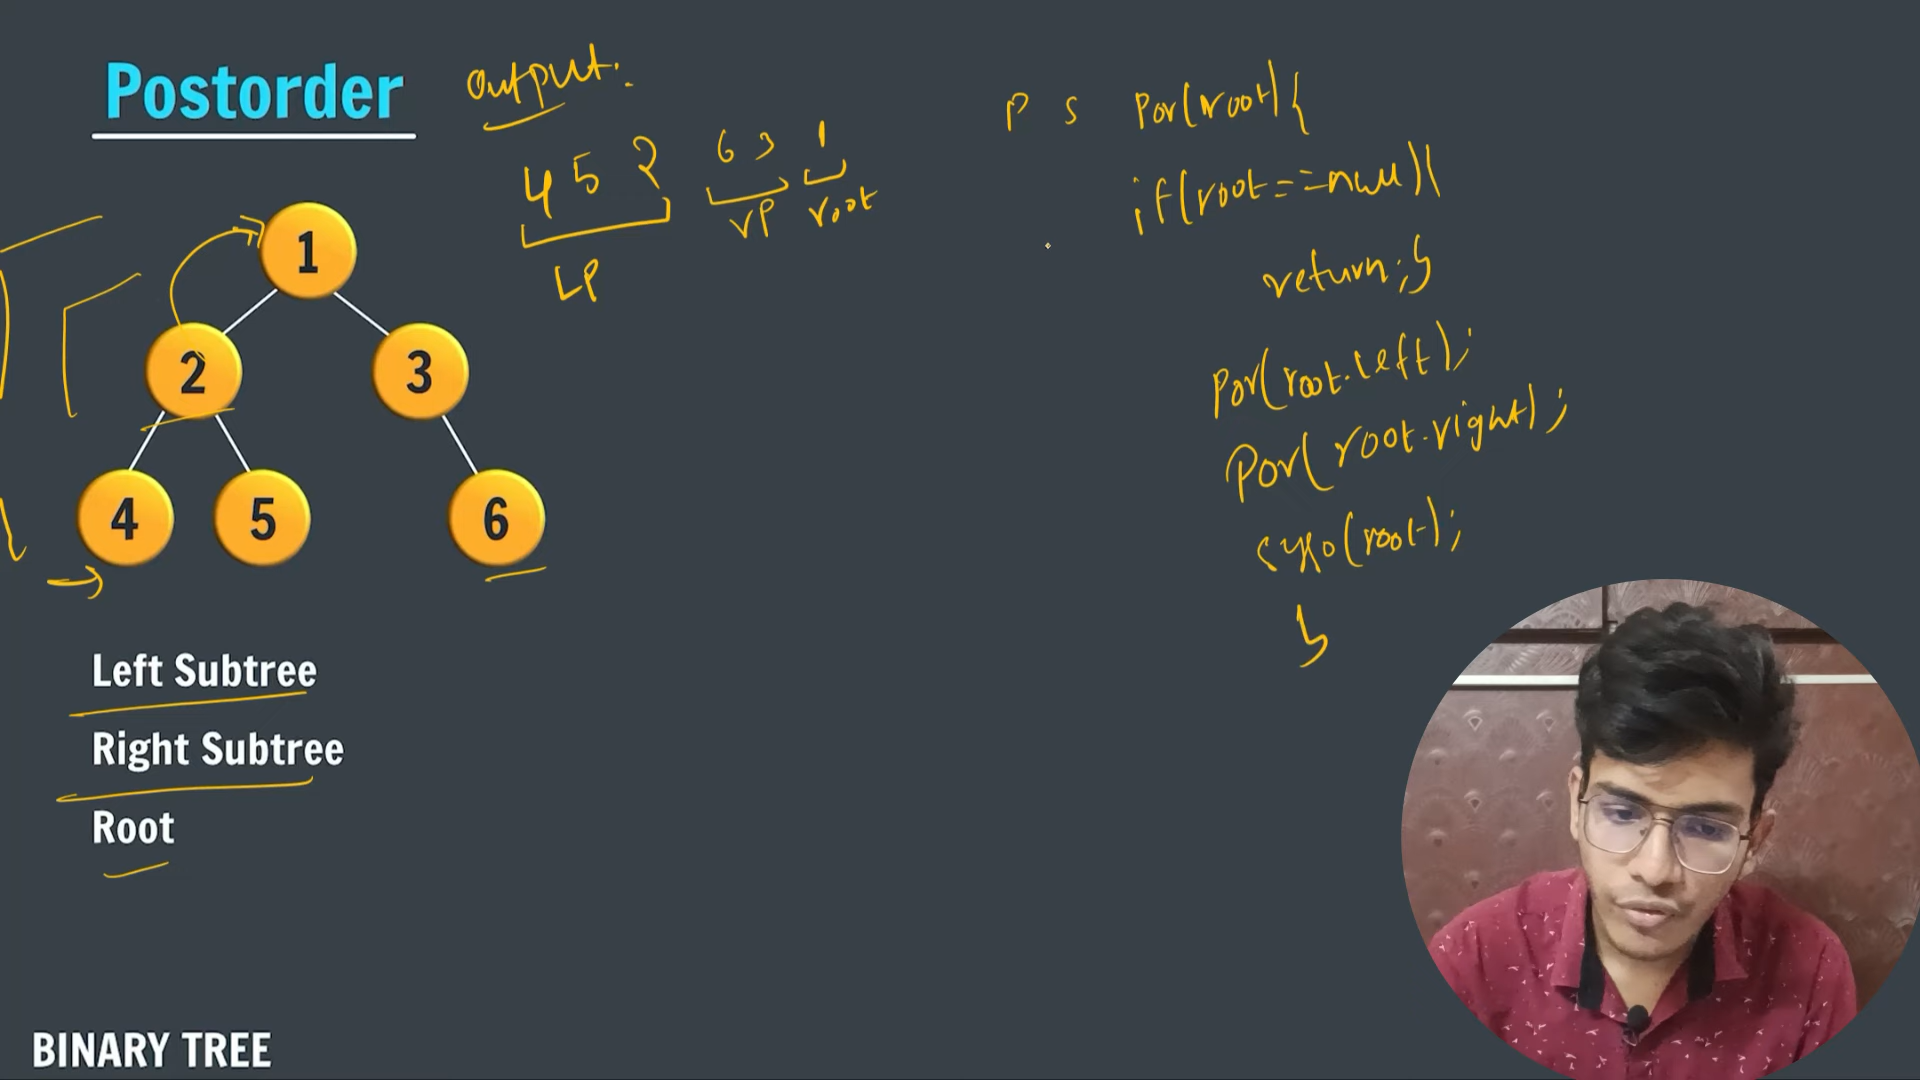 Postorder
output:
4 5 2 6 3 1
LP rP root
1
2 3
4 5 6
Left Subtree
Right Subtree
Root
BINARY TREE
P S Por(root){
if(root==null){
return;}
Por(root.left);
Por(root.right);
syso(root);
}